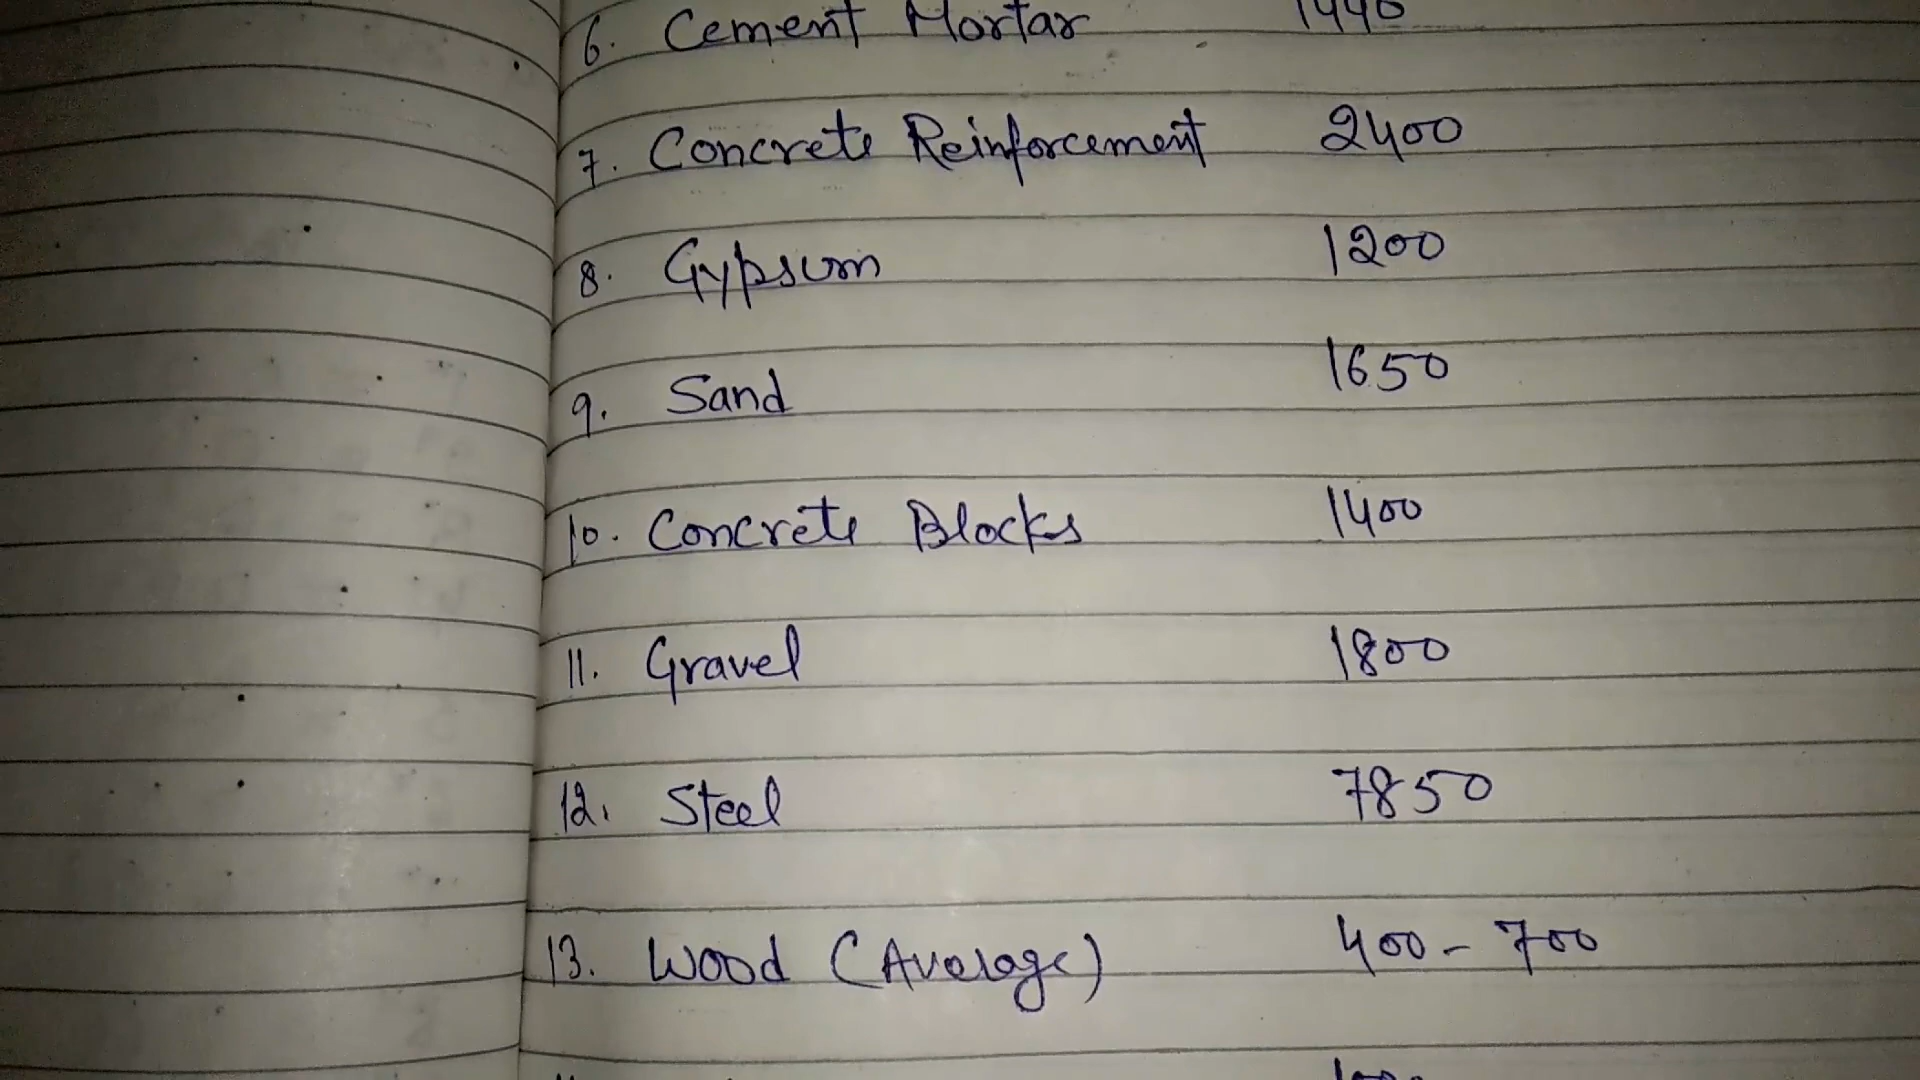 6. Cement Mortar
7. Concrete Reinforcement 2400
8. Gypsum 1200
9. Sand 1650
10. Concrete Blocks 1400
11. Gravel 1800
12. Steel 7850
13. Wood (Average) 400 - 700